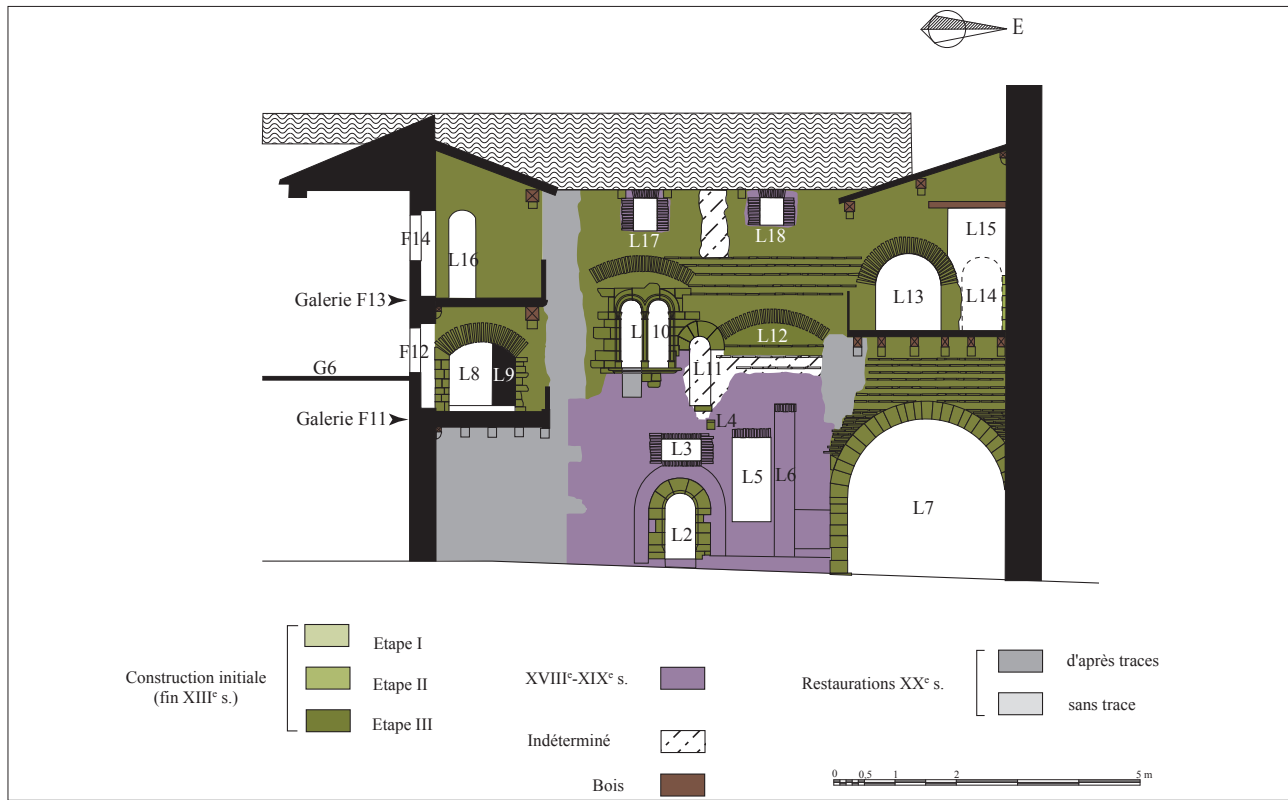 E
L17
L18
L15
F14
L16
L13
L14
Galerie F13
L 10
L12
F12
L8
L9
L11
G6
Galerie F11
L4
L3
L5
L6
L7
L2
Construction initiale
(fin XIIIe s.)
Etape I
Etape II
Etape III
XVIIIe-XIXe s.
Indéterminé
Bois
Restaurations XXe s.
d'après traces
sans trace
0 0,5 1 2 5 m